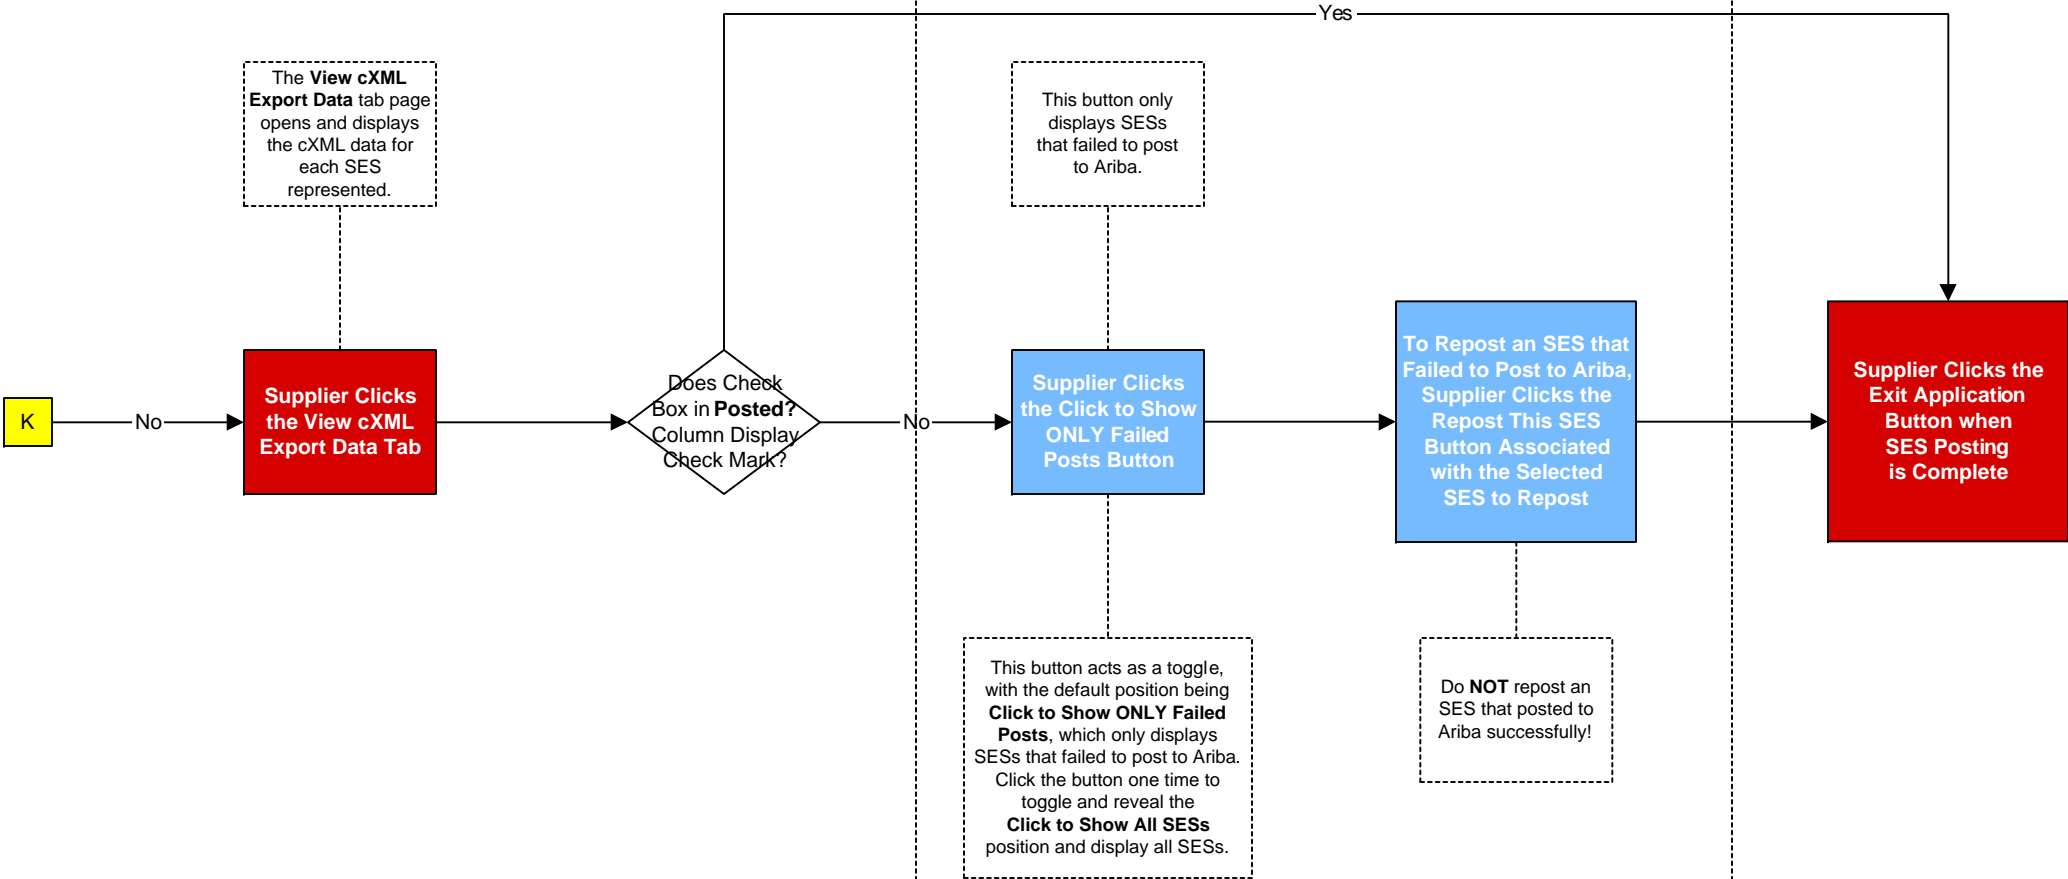 Yes
The View cXML
Export Data tab page
opens and displays
the cXML data for
each SES
represented.
This button only
displays SESs
that failed to post
to Ariba.
K
No
Supplier Clicks
the View cXML
Export Data Tab
Does Check
Box in Posted?
Column Display
Check Mark?
No
Supplier Clicks
the Click to Show
ONLY Failed
Posts Button
To Repost an SES that
Failed to Post to Ariba,
Supplier Clicks the
Repost This SES
Button Associated
with the Selected
SES to Repost
Supplier Clicks the
Exit Application
Button when
SES Posting
is Complete
This button acts as a toggle,
with the default position being
Click to Show ONLY Failed
Posts, which only displays
SESs that failed to post to Ariba.
Click the button one time to
toggle and reveal the
Click to Show All SESs
position and display all SESs.
Do NOT repost an
SES that posted to
Ariba successfully!